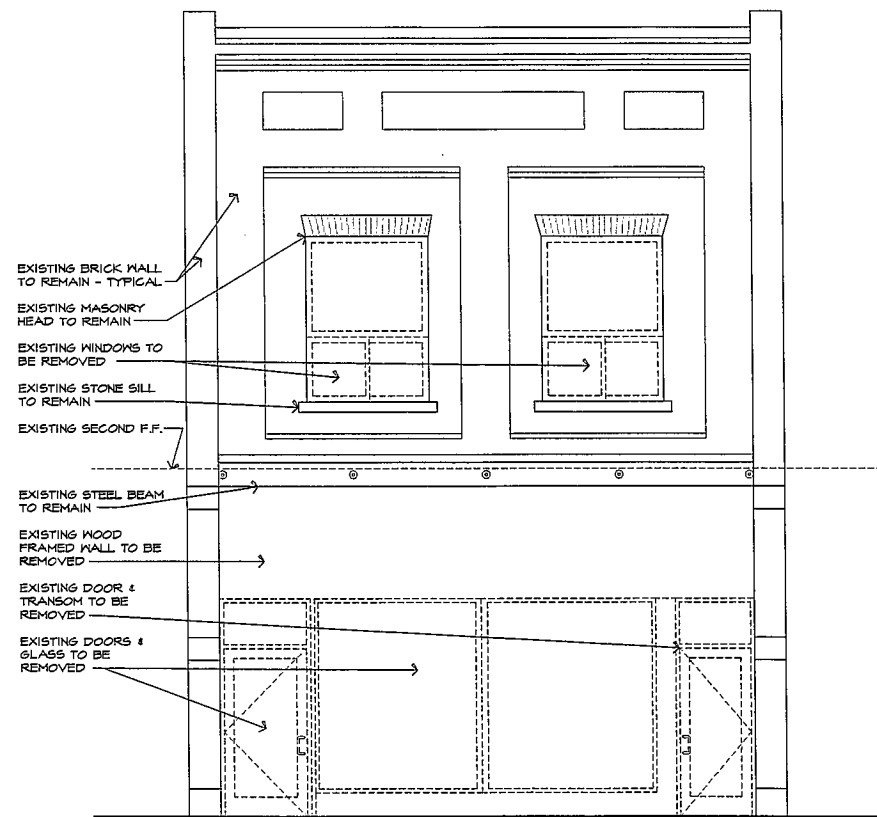 EXISTING BRICK WALL
TO REMAIN - TYPICAL
EXISTING MASONRY
HEAD TO REMAIN
EXISTING WINDOWS TO
BE REMOVED
EXISTING STONE SILL
TO REMAIN
EXISTING SECOND F.F.
EXISTING STEEL BEAM
TO REMAIN
EXISTING WOOD
FRAMED WALL TO BE
REMOVED
EXISTING DOOR &
TRANSOM TO BE
REMOVED
EXISTING DOORS &
GLASS TO BE
REMOVED